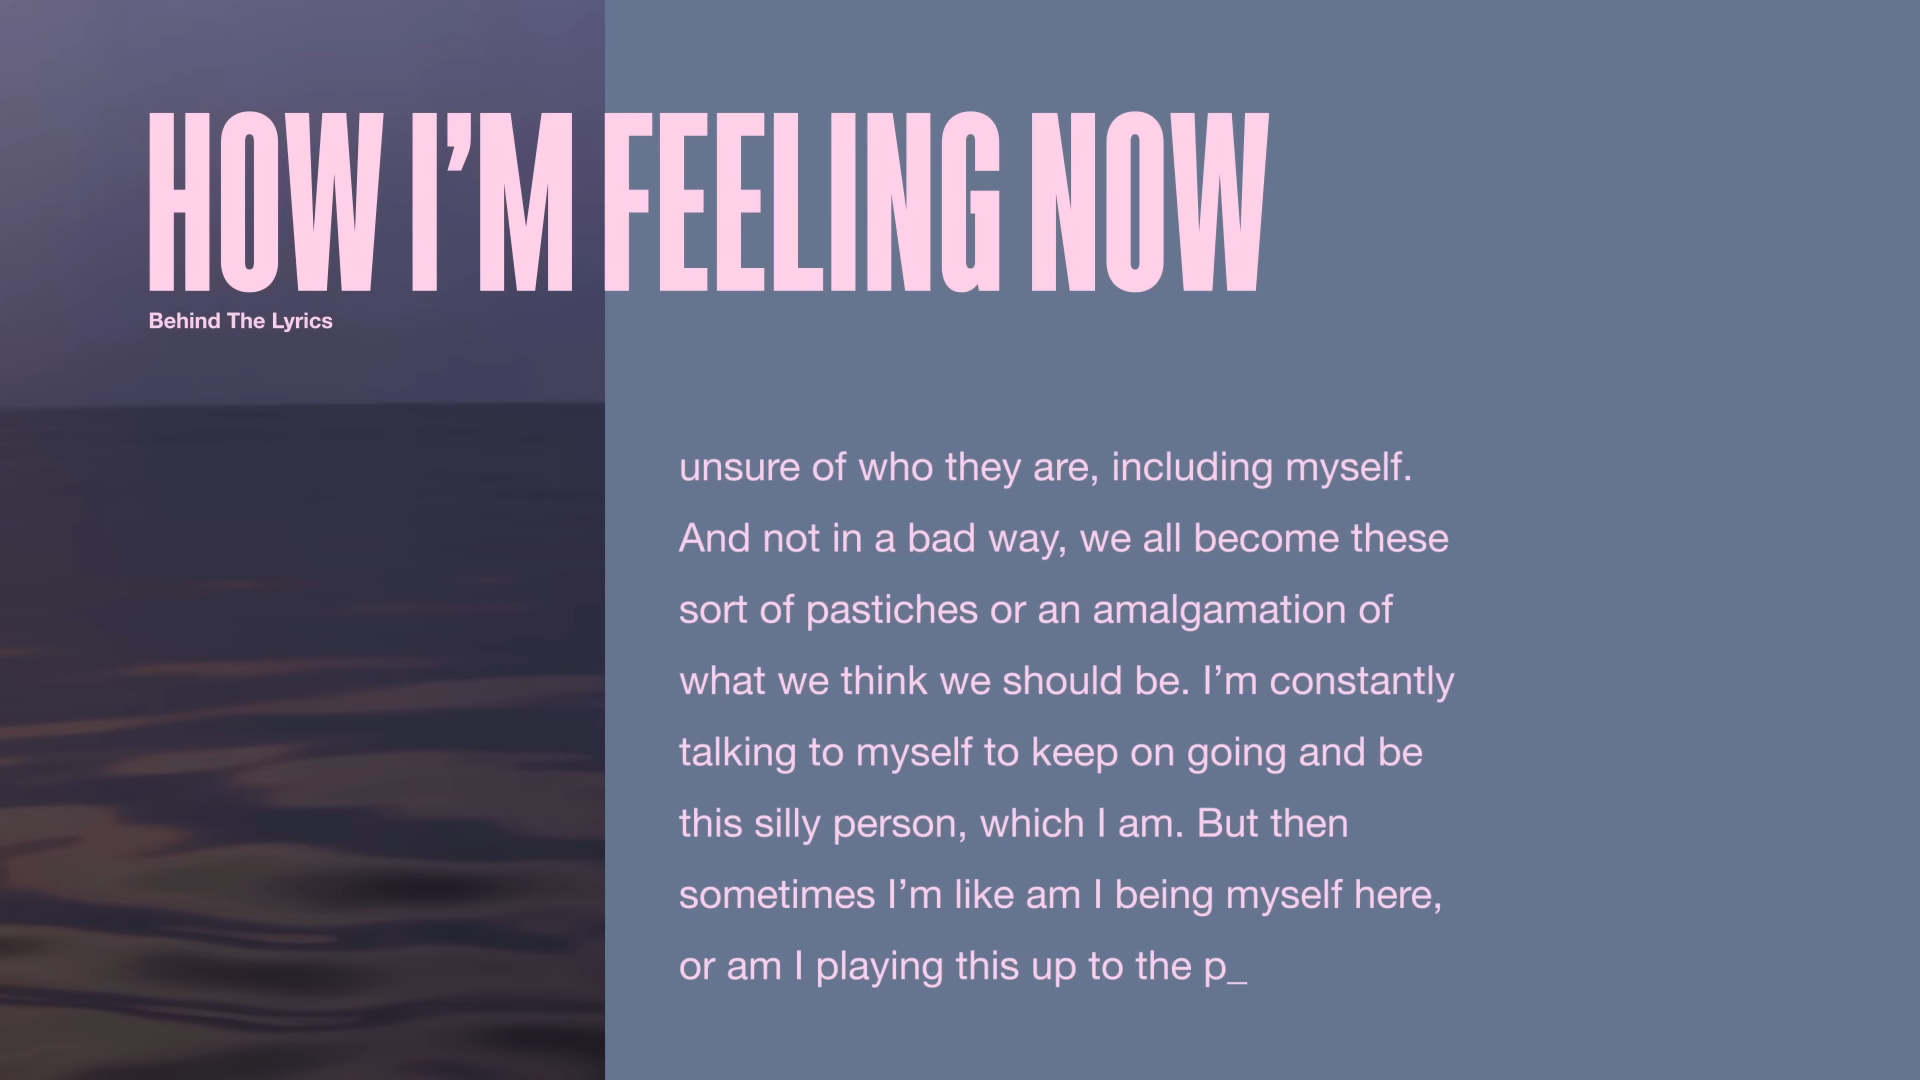 HOW I’M FEELING NOW
Behind The Lyrics
unsure of who they are, including myself.
And not in a bad way, we all become these
sort of pastiches or an amalgamation of
what we think we should be. I’m constantly
talking to myself to keep on going and be
this silly person, which I am. But then
sometimes I’m like am I being myself here,
or am I playing this up to the p_